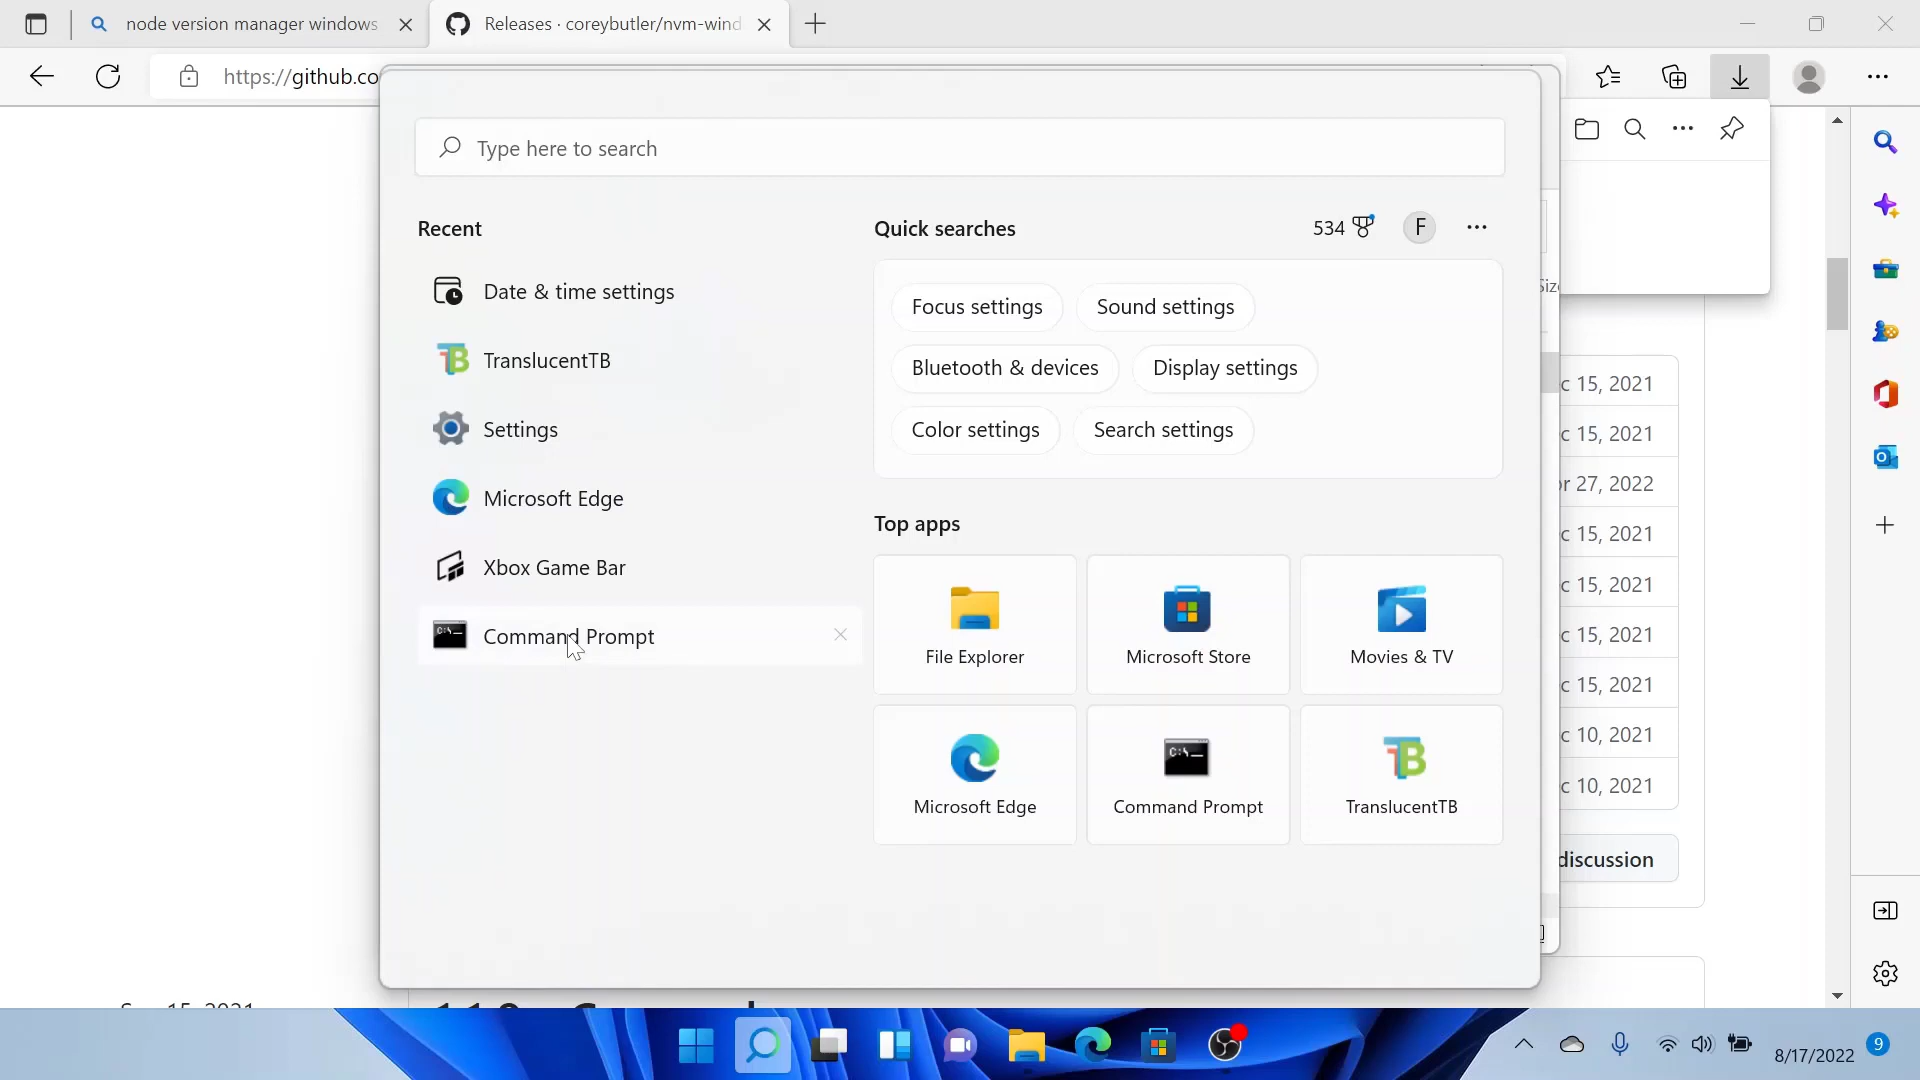 node version manager windows
Releases · coreybutler/nvm-wind
https://github.co
Type here to search
Recent
Quick searches
534
F
Date & time settings
Focus settings
Sound settings
TranslucentTB
Bluetooth & devices
Display settings
Settings
Color settings
Search settings
Microsoft Edge
Top apps
Xbox Game Bar
Command Prompt
File Explorer
Microsoft Store
Movies & TV
Microsoft Edge
Command Prompt
TranslucentTB
Siz
c 15, 2021
c 15, 2021
r 27, 2022
c 15, 2021
c 15, 2021
c 15, 2021
c 15, 2021
c 10, 2021
c 10, 2021
discussion
8/17/2022
9